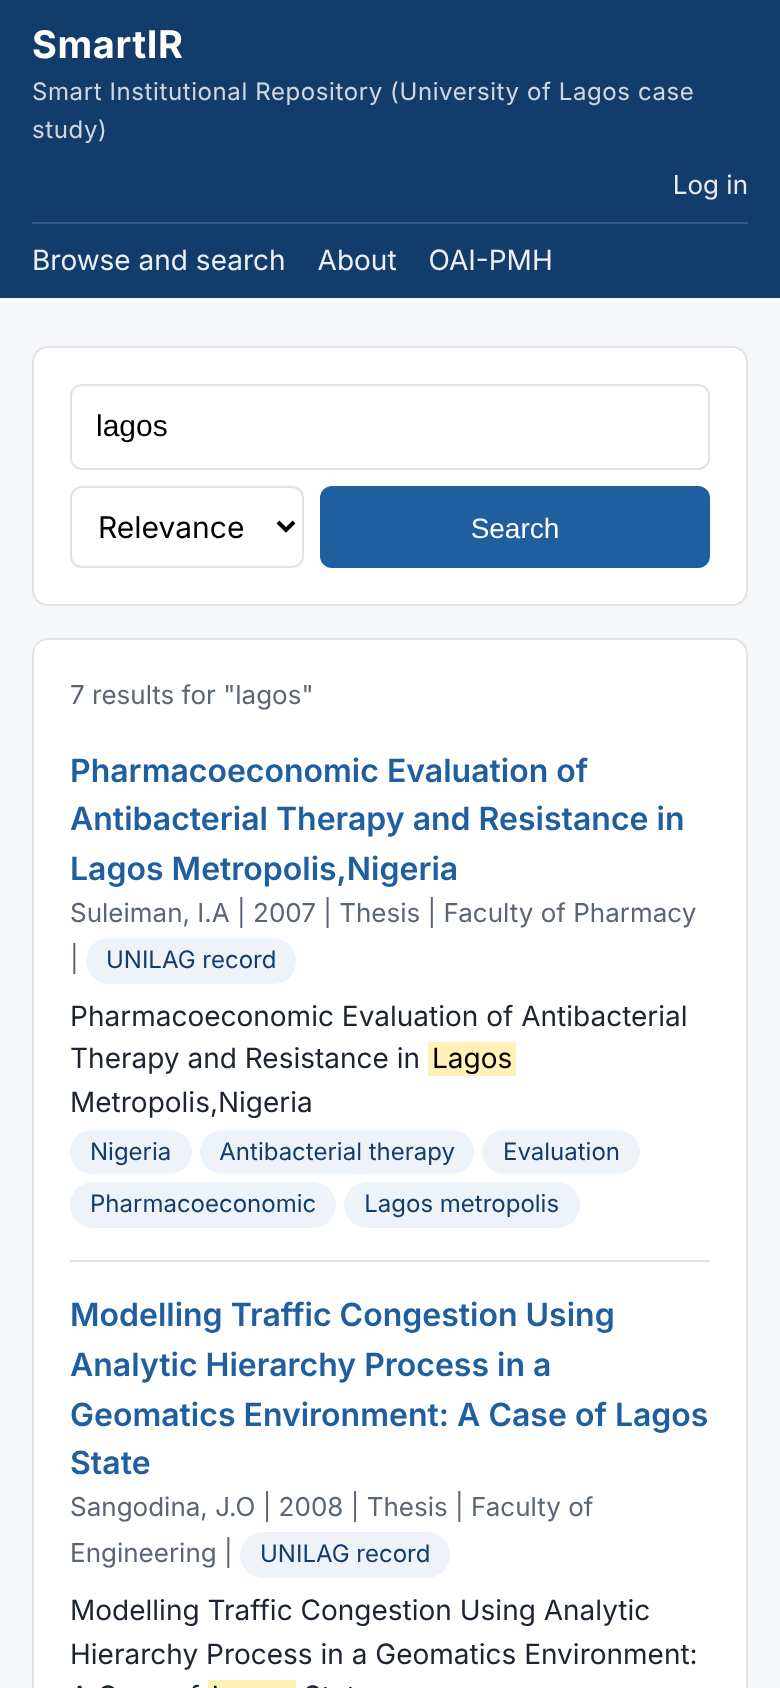 SmartIR
Smart Institutional Repository (University of Lagos case
study)
Log in
Browse and search About OAI-PMH
lagos
Relevance Search
7 results for "lagos"
Pharmacoeconomic Evaluation of
Antibacterial Therapy and Resistance in
Lagos Metropolis,Nigeria
Suleiman, I.A | 2007 | Thesis | Faculty of Pharmacy
| UNILAG record
Pharmacoeconomic Evaluation of Antibacterial
Therapy and Resistance in Lagos
Metropolis,Nigeria
Nigeria Antibacterial therapy Evaluation
Pharmacoeconomic Lagos metropolis
Modelling Traffic Congestion Using
Analytic Hierarchy Process in a
Geomatics Environment: A Case of Lagos
State
Sangodina, J.O | 2008 | Thesis | Faculty of
Engineering | UNILAG record
Modelling Traffic Congestion Using Analytic
Hierarchy Process in a Geomatics Environment: